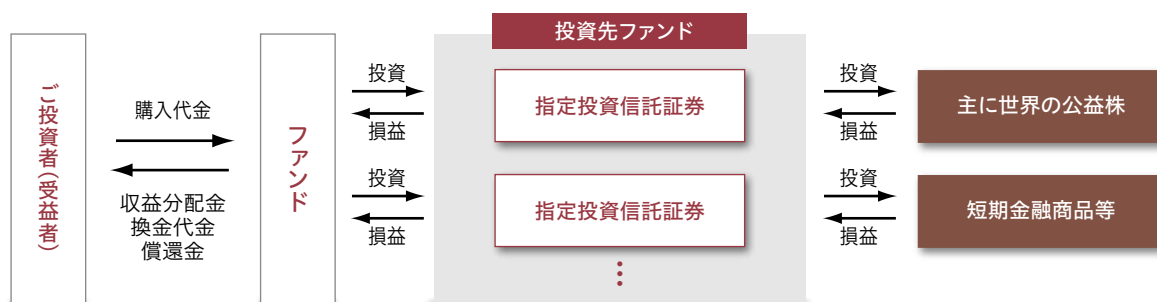 ご投資者(受益者)
購入代金
収益分配金
換金代金
償還金
ファンド
投資
損益
投資
損益
投資先ファンド
指定投資信託証券
指定投資信託証券
投資
損益
投資
損益
主に世界の公益株
短期金融商品等